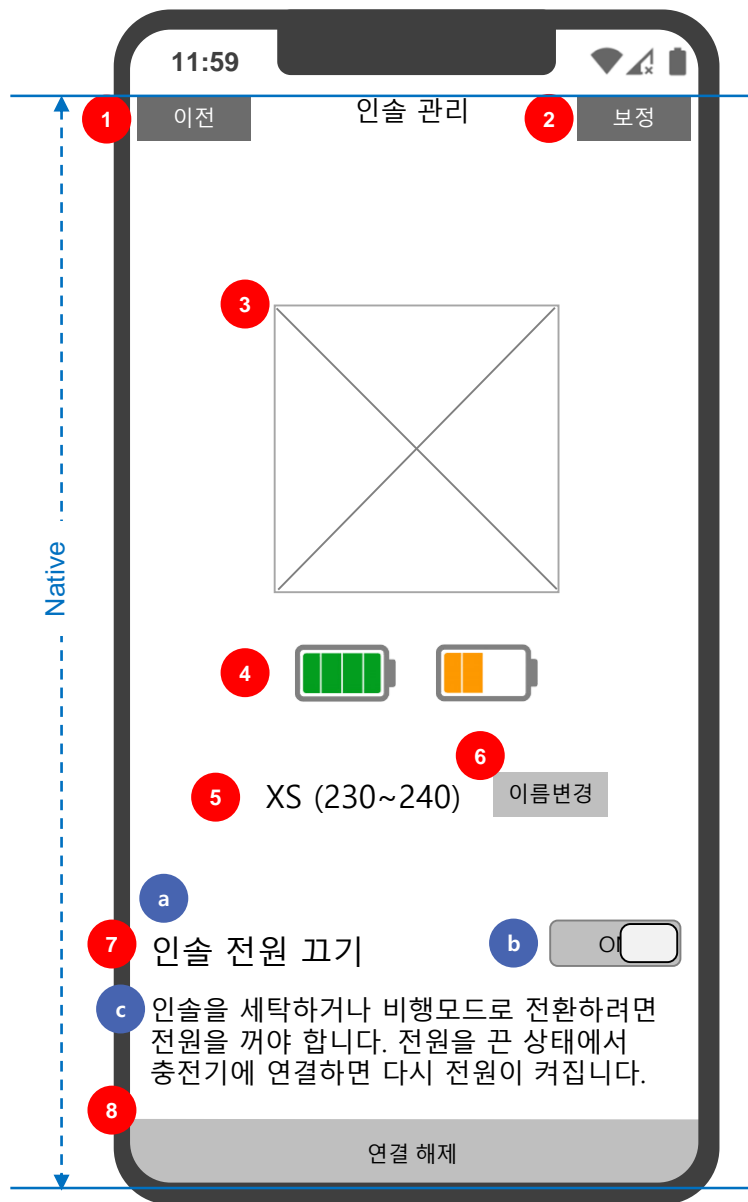 11:59
1
이전
인솔 관리
2
보정
3
Native
4
6
5
XS (230~240)
이름변경
a
7
인솔 전원 끄기
b
c
인솔을 세탁하거나 비행모드로 전환하려면
전원을 꺼야 합니다. 전원을 끈 상태에서
충전기에 연결하면 다시 전원이 켜집니다.
8
연결 해제